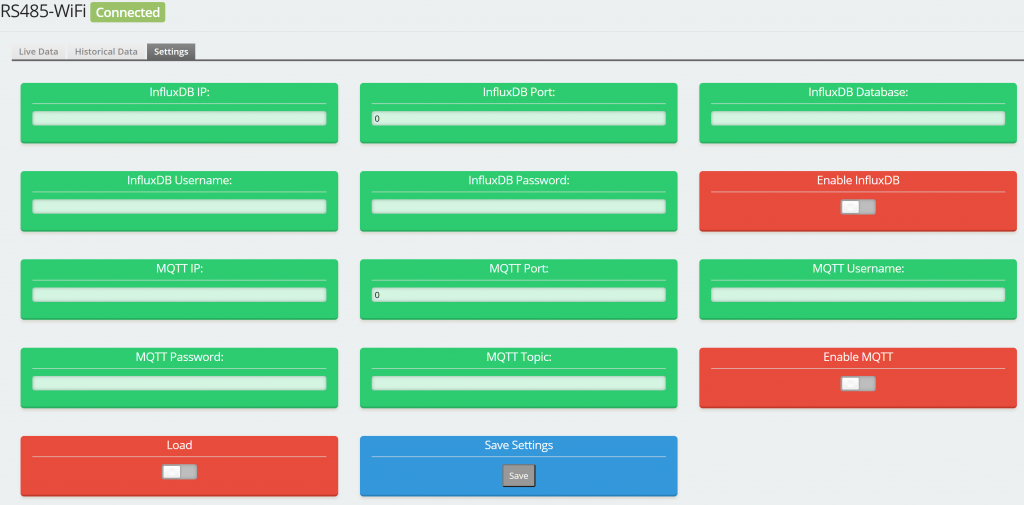 RS485-WiFi Connected
Live Data Historical Data Settings
InfluxDB IP: InfluxDB Port: InfluxDB Database:
0
InfluxDB Username: InfluxDB Password: Enable InfluxDB
MQTT IP: MQTT Port: MQTT Username:
0
MQTT Password: MQTT Topic: Enable MQTT
Load Save Settings
Save